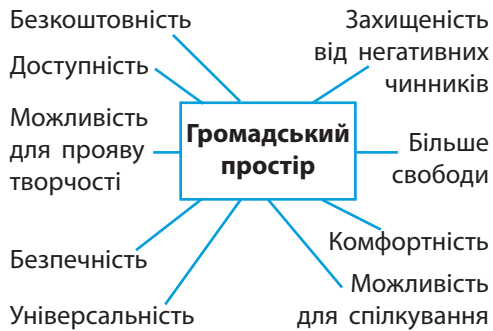 Безкоштовність
Доступність
Можливість
для прояву
творчості
Безпечність
Універсальність
Громадський
простір
Захищеність
від негативних
чинників
Більше
свободи
Комфортність
Можливість
для спілкування